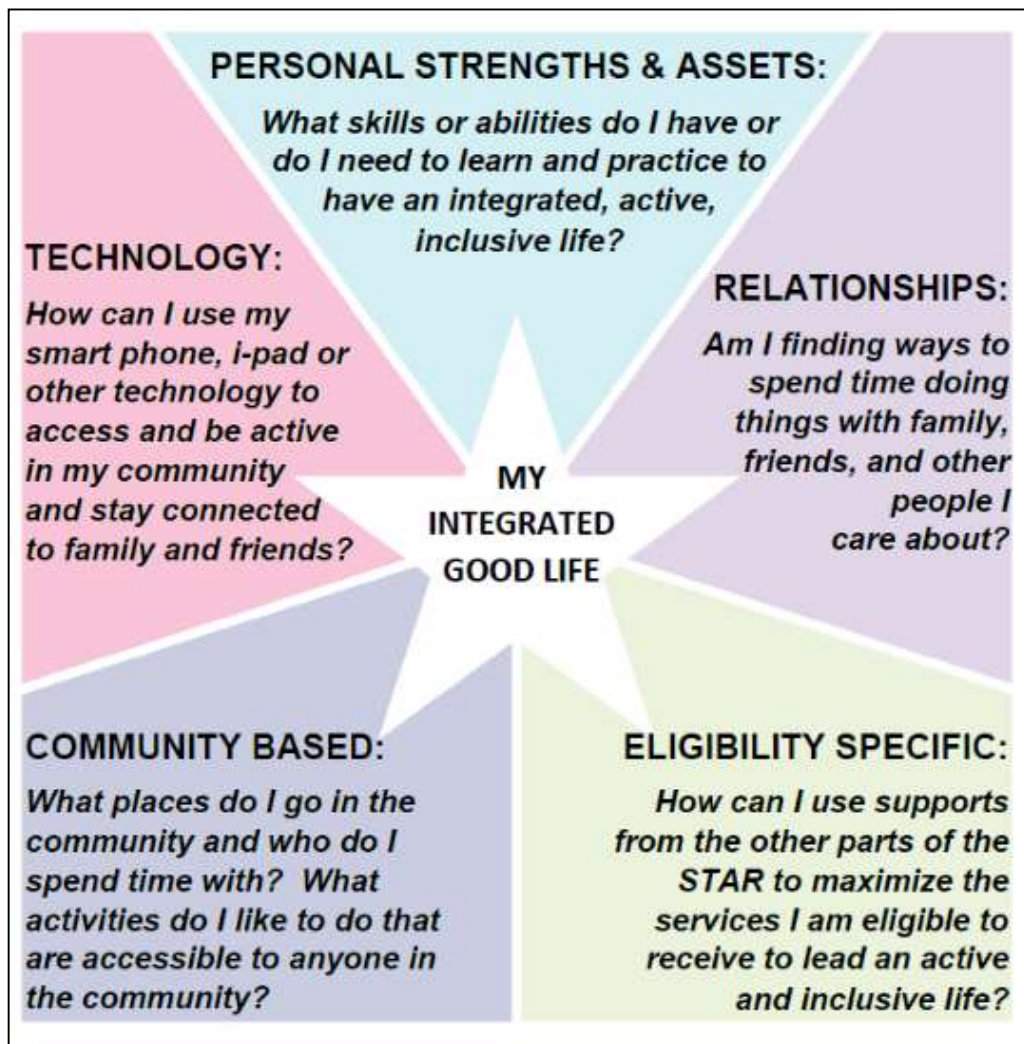 PERSONAL STRENGTHS & ASSETS:
What skills or abilities do I have or
do I need to learn and practice to
have an integrated, active,
inclusive life?
TECHNOLOGY:
How can I use my
smart phone, i-pad or
other technology to
access and be active
in my community
and stay connected
to family and friends?
RELATIONSHIPS:
Am I finding ways to
spend time doing
things with family,
friends, and other
people I
care about?
MY
INTEGRATED
GOOD LIFE
COMMUNITY BASED:
What places do I go in the
community and who do I
spend time with?  What
activities do I like to do that
are accessible to anyone in
the community?
ELIGIBILITY SPECIFIC:
How can I use supports
from the other parts of the
STAR to maximize the
services I am eligible to
receive to lead an active
and inclusive life?